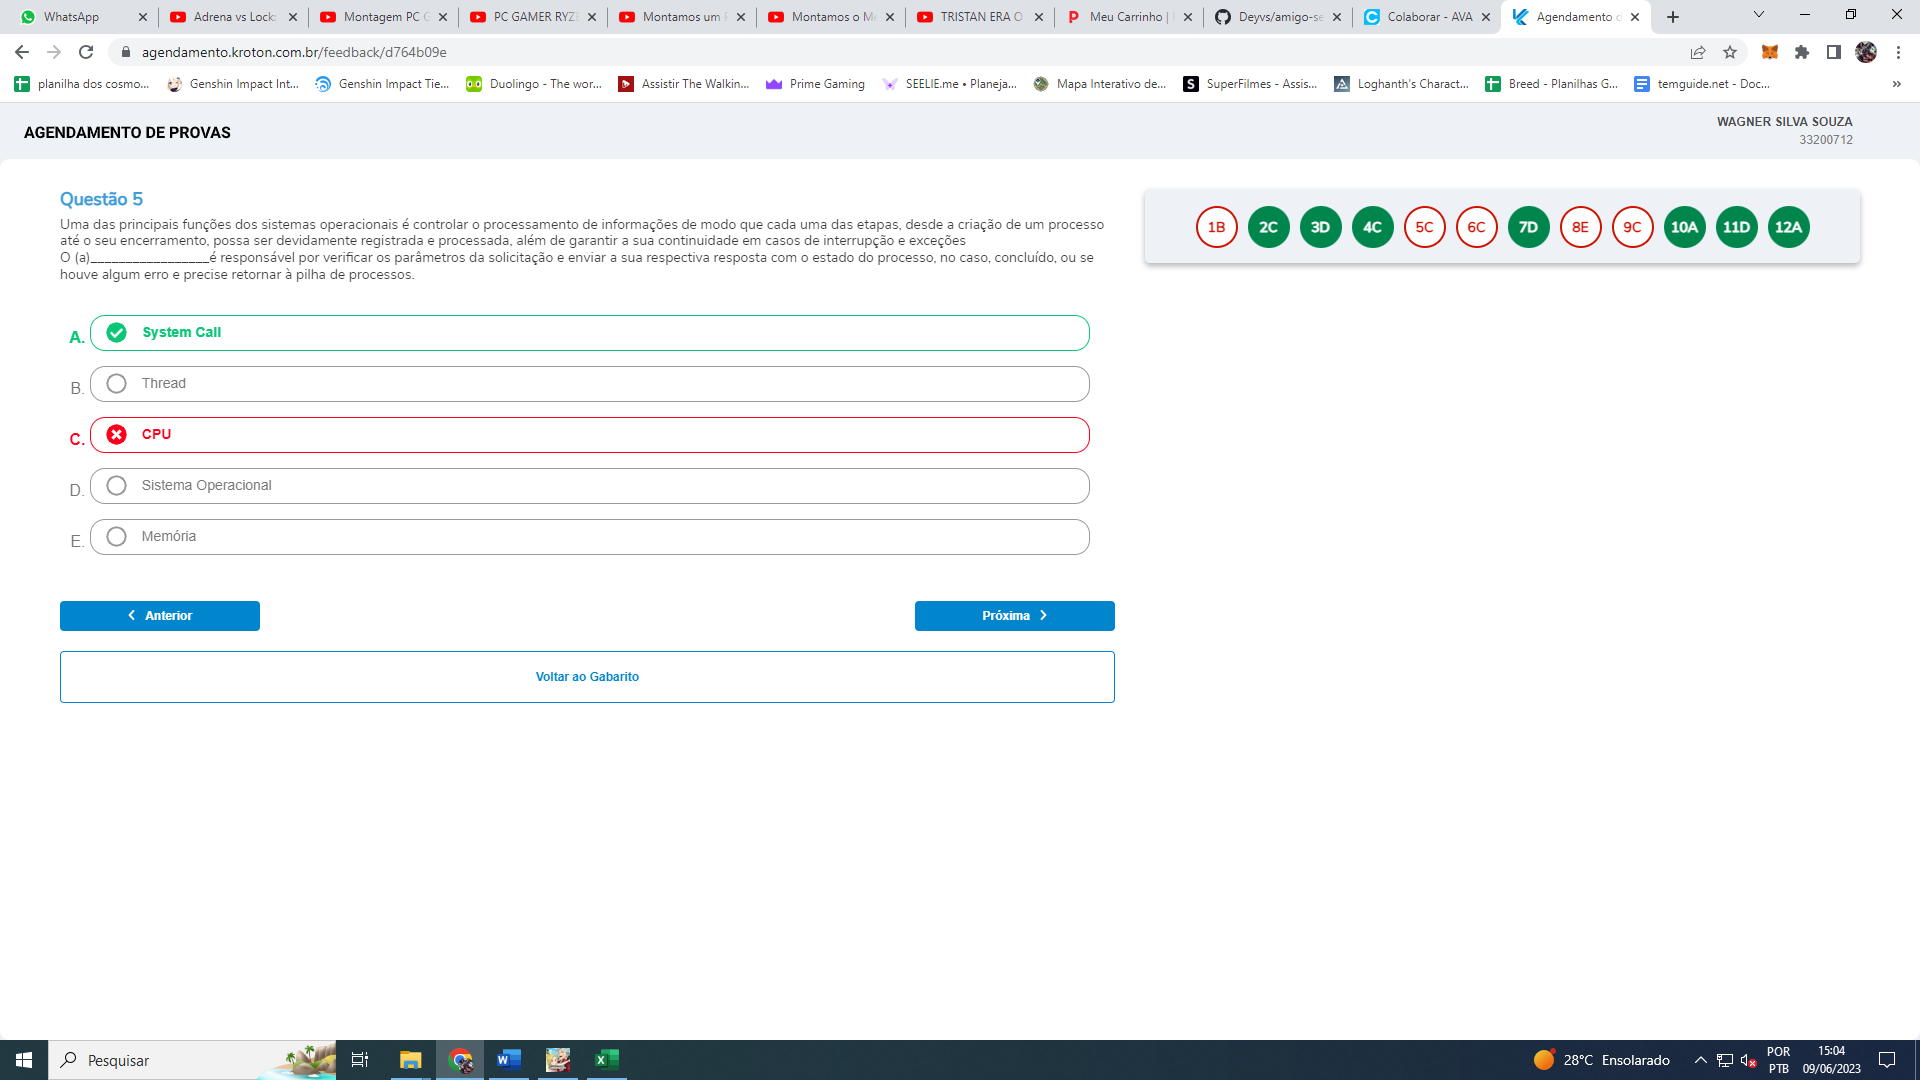 WhatsApp
Adrena vs Lock
Montagem PC G
PC GAMER RYZE
Montamos um F
Montamos o Me
TRISTAN ERA O
Meu Carrinho |
Deyvs/amigo-se
Colaborar - AVA
Agendamento d
agendamento.kroton.com.br/feedback/d764b09e
planilha dos cosmo...
Genshin Impact Int...
Genshin Impact Tie...
Duolingo - The wor...
Assistir The Walkin...
Prime Gaming
SEELIE.me • Planeja...
Mapa Interativo de...
SuperFilmes - Assis...
Loghanth's Charact...
Breed - Planilhas G...
temguide.net - Doc...
»
AGENDAMENTO DE PROVAS
WAGNER SILVA SOUZA
33200712
Questão 5
Uma das principais funções dos sistemas operacionais é controlar o processamento de informações de modo que cada uma das etapas, desde a criação de um processo
até o seu encerramento, possa ser devidamente registrada e processada, além de garantir a sua continuidade em casos de interrupção e exceções
O (a)_________________é responsável por verificar os parâmetros da solicitação e enviar a sua respectiva resposta com o estado do processo, no caso, concluído, ou se
houve algum erro e precise retornar à pilha de processos.
1B 2C 3D 4C 5C 6C 7D 8E 9C 10A 11D 12A
A. System Call
B. Thread
C. CPU
D. Sistema Operacional
E. Memória
Anterior
Próxima
Voltar ao Gabarito
Pesquisar
28°C Ensolarado
POR
PTB
15:04
09/06/2023